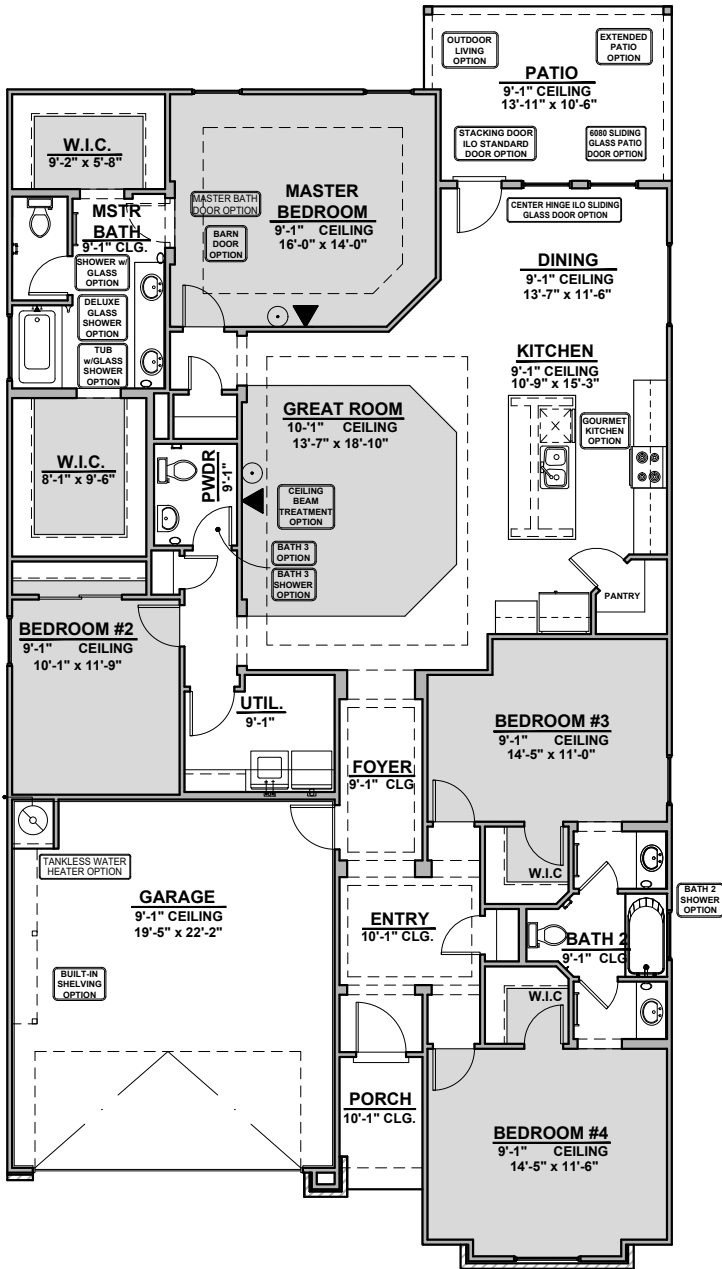 OUTDOOR
LIVING
OPTION
EXTENDED
PATIO
OPTION
PATIO
9'-1" CEILING
13'-11" x 10'-6"
STACKING DOOR
ILO STANDARD
DOOR OPTION
6080 SLIDING
GLASS PATIO
DOOR OPTION
W.I.C.
9'-2" x 5'-8"
MASTER
BEDROOM
9'-1" CEILING
16'-0" x 14'-0"
MASTER BATH
DOOR OPTION
BARN
DOOR
OPTION
CENTER HINGE ILO SLIDING
GLASS DOOR OPTION
MSTR
BATH
9'-1" CLG.
SHOWER w/
GLASS
OPTION
DELUXE
GLASS
SHOWER
OPTION
TUB
w/GLASS
SHOWER
OPTION
DINING
9'-1" CEILING
13'-7" x 11'-6"
KITCHEN
9'-1" CEILING
10'-9" x 15'-3"
GOURMET
KITCHEN
OPTION
GREAT ROOM
10-'1" CEILING
13'-7" x 18'-10"
W.I.C.
8'-1" x 9'-6"
PWDR
9'-1"
CEILING
BEAM
TREATMENT
OPTION
BATH 3
OPTION
BATH 3
SHOWER
OPTION
PANTRY
BEDROOM #2
9'-1" CEILING
10'-1" x 11'-9"
UTIL.
9'-1"
BEDROOM #3
9'-1" CEILING
14'-5" x 11'-0"
FOYER
9'-1" CLG
TANKLESS WATER
HEATER OPTION
GARAGE
9'-1" CEILING
19'-5" x 22'-2"
W.I.C
BATH 2
SHOWER
OPTION
ENTRY
10'-1" CLG.
BATH 2
9'-1" CLG
BUILT-IN
SHELVING
OPTION
W.I.C
PORCH
10'-1" CLG.
BEDROOM #4
9'-1" CEILING
14'-5" x 11'-6"